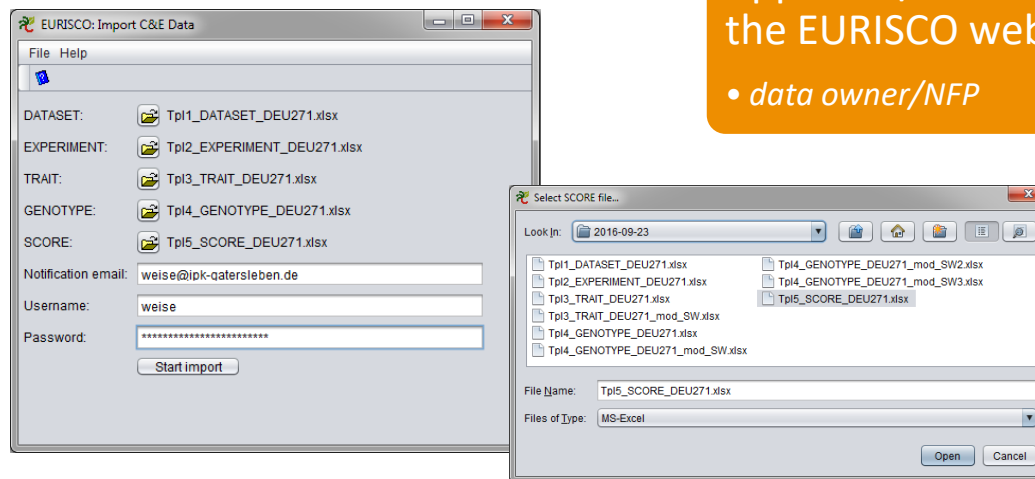 EURISCO: Import C&E Data
File Help
DATASET: Tpl1_DATASET_DEU271.xlsx
EXPERIMENT: Tpl2_EXPERIMENT_DEU271.xlsx
TRAIT: Tpl3_TRAIT_DEU271.xlsx
GENOTYPE: Tpl4_GENOTYPE_DEU271.xlsx
SCORE: Tpl5_SCORE_DEU271.xlsx
Notification email: weise@ipk-gatersleben.de
Username: weise
Password: ************************
Start import
the EURISCO web
• data owner/NFP
Select SCORE file...
Look In: 2016-09-23
Tpl1_DATASET_DEU271.xlsx
Tpl2_EXPERIMENT_DEU271.xlsx
Tpl3_TRAIT_DEU271.xlsx
Tpl3_TRAIT_DEU271_mod_SW.xlsx
Tpl4_GENOTYPE_DEU271.xlsx
Tpl4_GENOTYPE_DEU271_mod_SW.xlsx
Tpl4_GENOTYPE_DEU271_mod_SW2.xlsx
Tpl4_GENOTYPE_DEU271_mod_SW3.xlsx
Tpl5_SCORE_DEU271.xlsx
File Name: Tpl5_SCORE_DEU271.xlsx
Files of Type: MS-Excel
Open Cancel